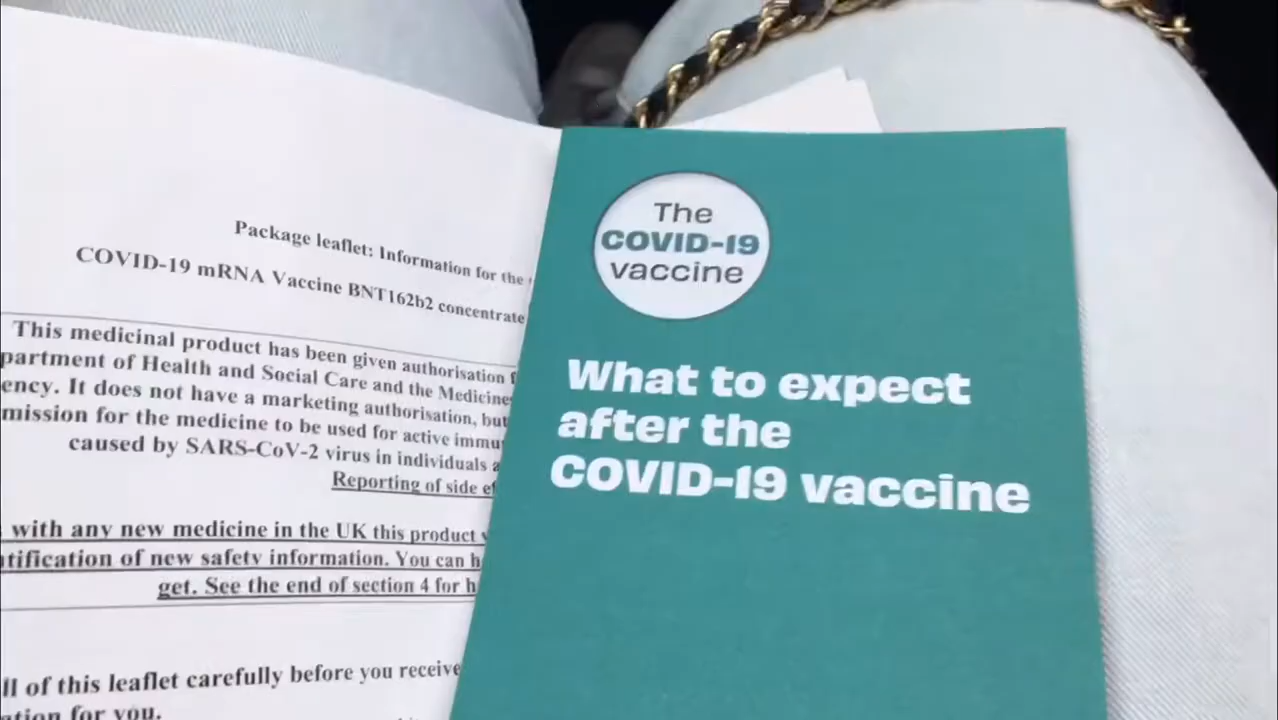 Package leaflet: Information for the
COVID-19 mRNA Vaccine BNT162b2 concentrate
This medicinal product has been given authorisation
partment of Health and Social Care and the Medicines
ency. It does not have a marketing authorisation, but
mission for the medicine to be used for active immu
caused by SARS-CoV-2 virus in individuals a
Reporting of side ef
with any new medicine in the UK this product
tification of new safety information. You can h
get. See the end of section 4 for h
ll of this leaflet carefully before you receive
ation for you.
The
COVID-19
vaccine
What to expect
after the
COVID-19 vaccine